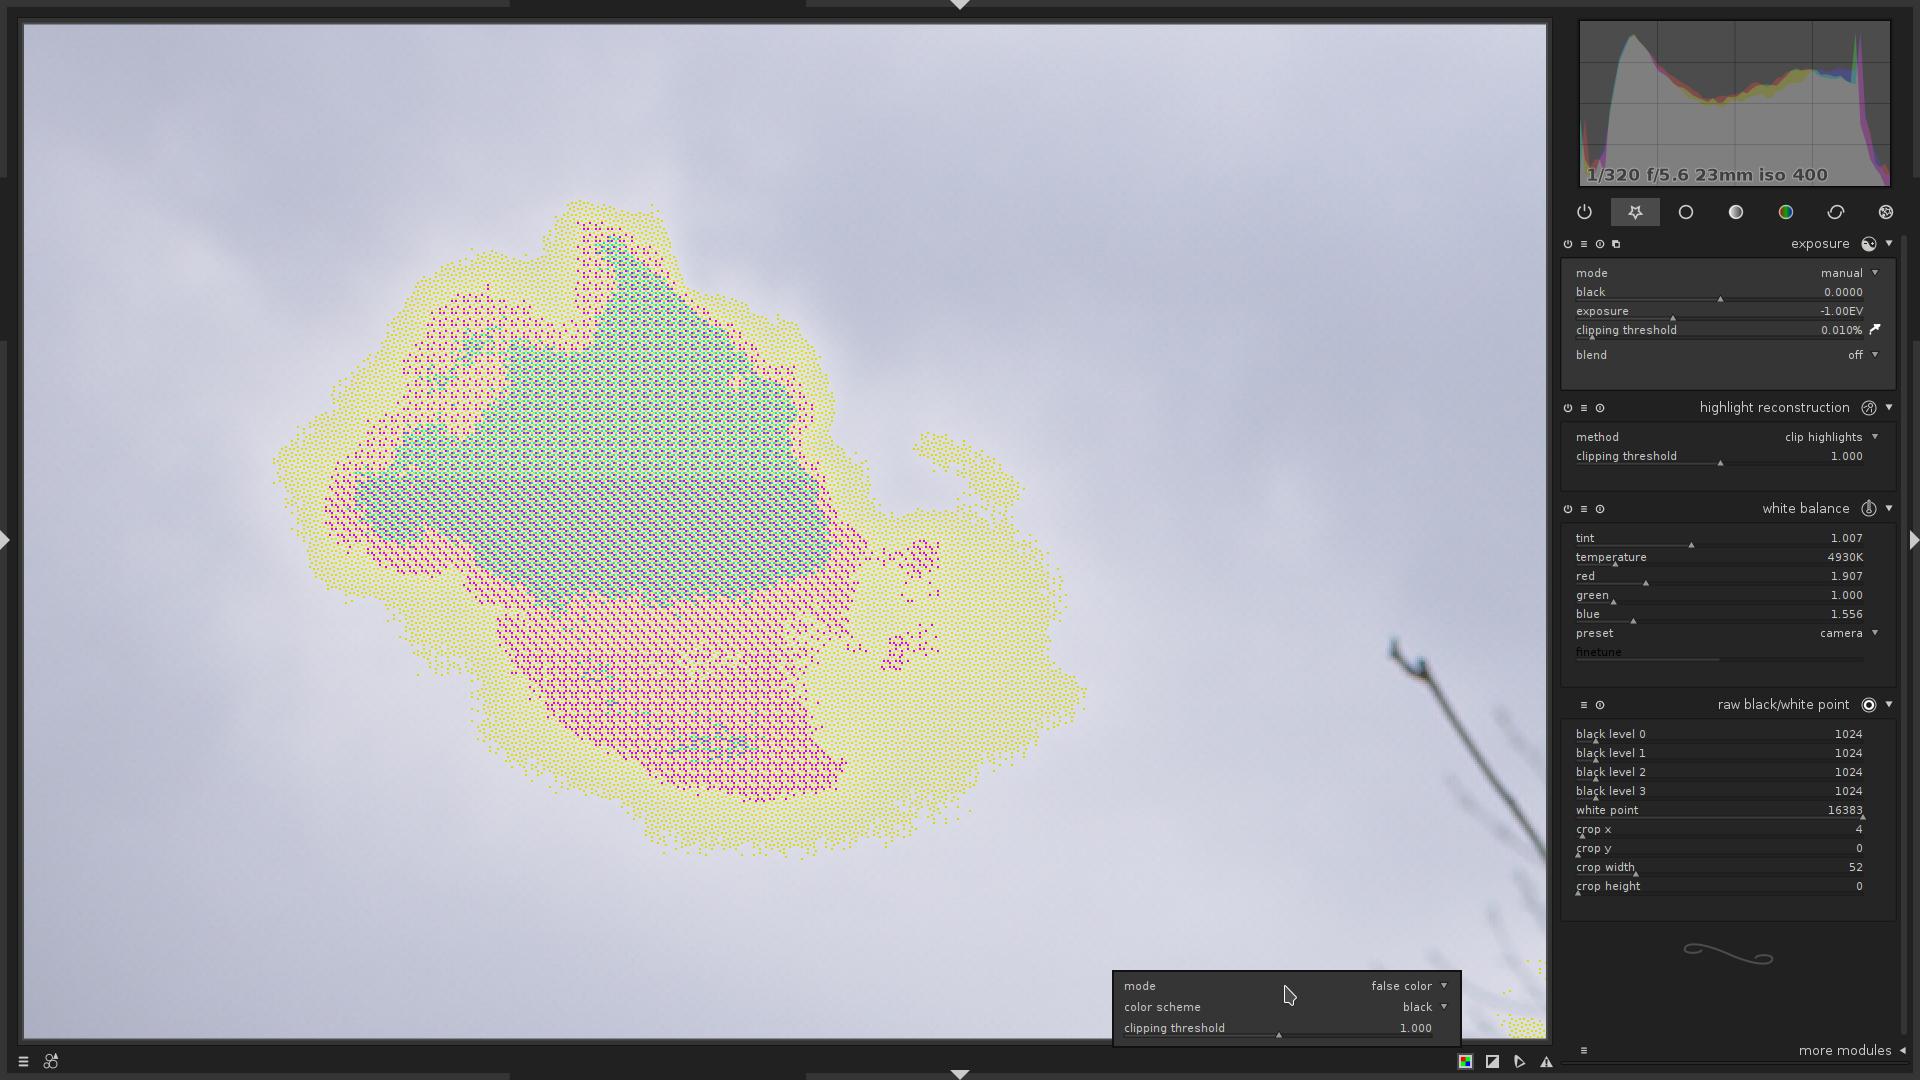 1/320 f/5.6 23mm iso 400
exposure
mode manual
black 0.0000
exposure -1.00EV
clipping threshold 0.010%
blend off
highlight reconstruction
method clip highlights
clipping threshold 1.000
white balance
tint 1.007
temperature 4930K
red 1.907
green 1.000
blue 1.556
preset camera
finetune
raw black/white point
black level 0 1024
black level 1 1024
black level 2 1024
black level 3 1024
white point 16383
crop x 4
crop y 0
crop width 52
crop height 0
mode false color
color scheme black
clipping threshold 1.000
more modules